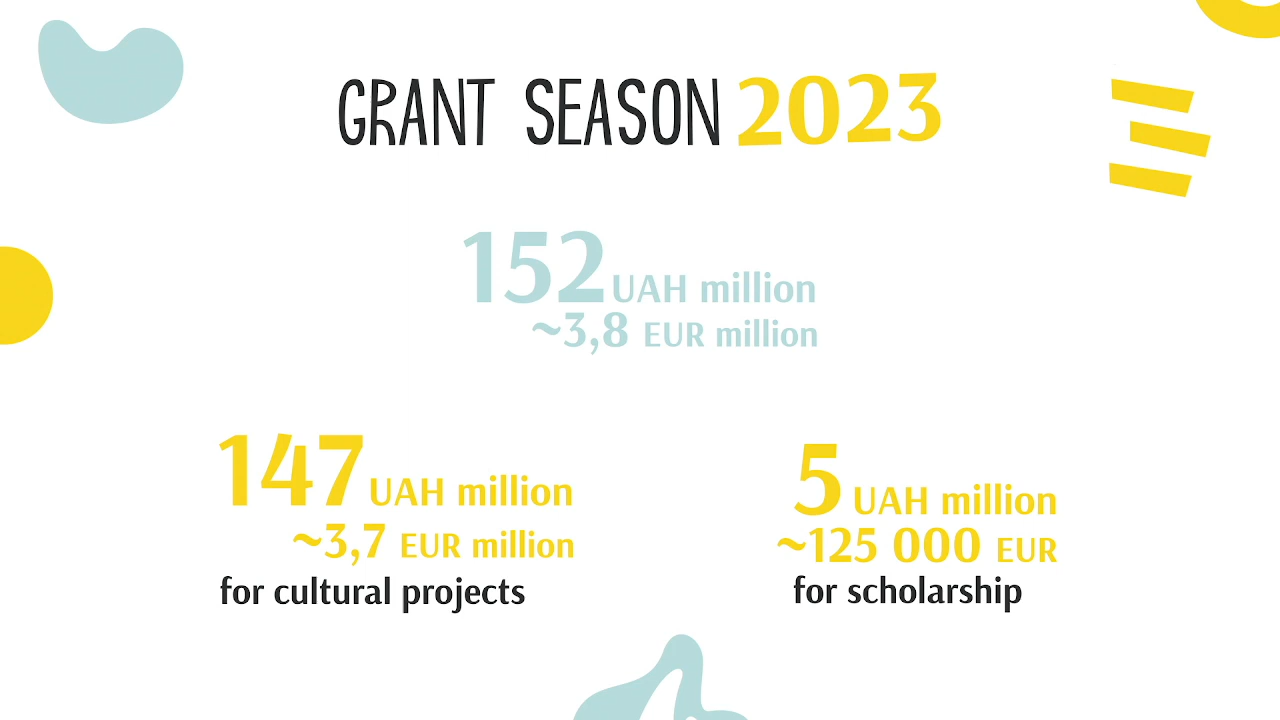 GRANT SEASON 2023
152 UAH million
~3,8 EUR million
147 UAH million
~3,7 EUR million
for cultural projects
5 UAH million
~125 000 EUR
for scholarship